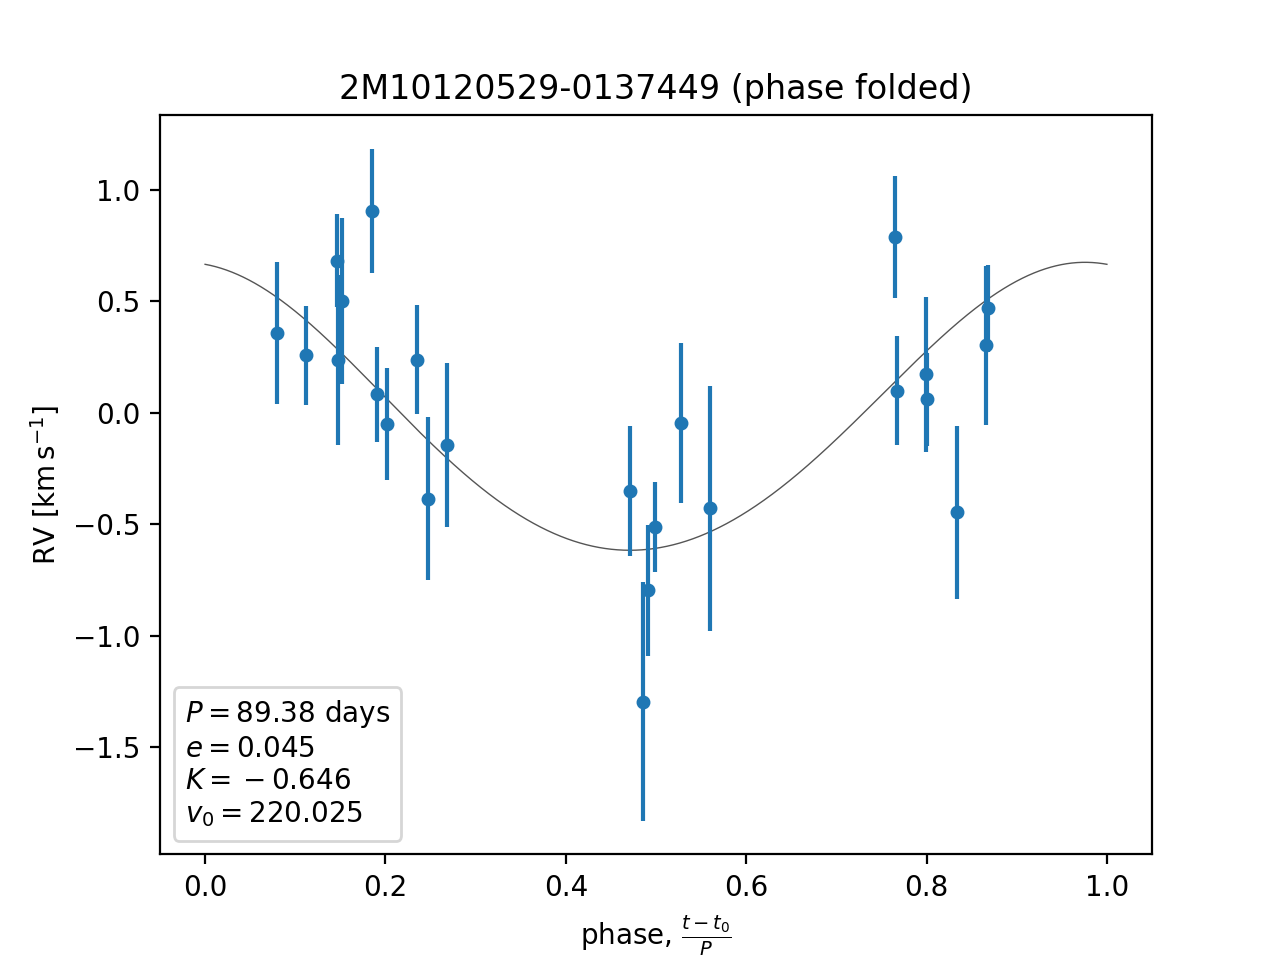 2M10120529-0137449 (phase folded)
RV [km s⁻¹]
1.0
0.5
0.0
−0.5
−1.0
−1.5
P = 89.38 days
e = 0.045
K = −0.646
v₀ = 220.025
0.0 0.2 0.4 0.6 0.8 1.0
phase, (t − t₀)/P